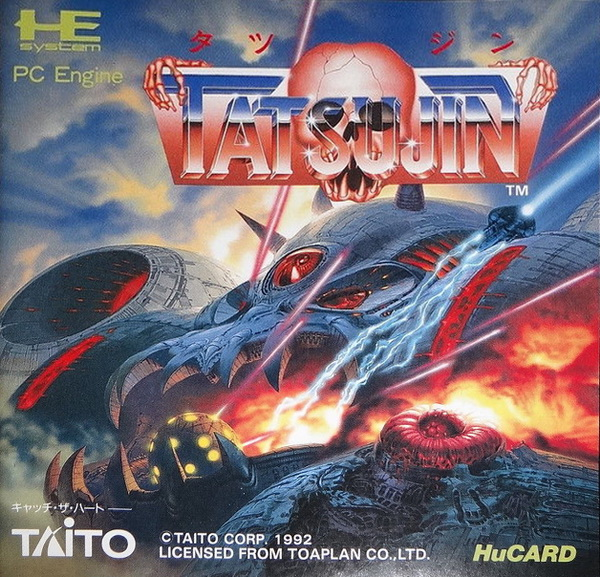 HE
system
PC Engine
タツジン
TATSUJIN
TM
キャッチ・ザ・ハート
TAITO
©TAITO CORP. 1992
LICENSED FROM TOAPLAN CO.,LTD.
HuCARD